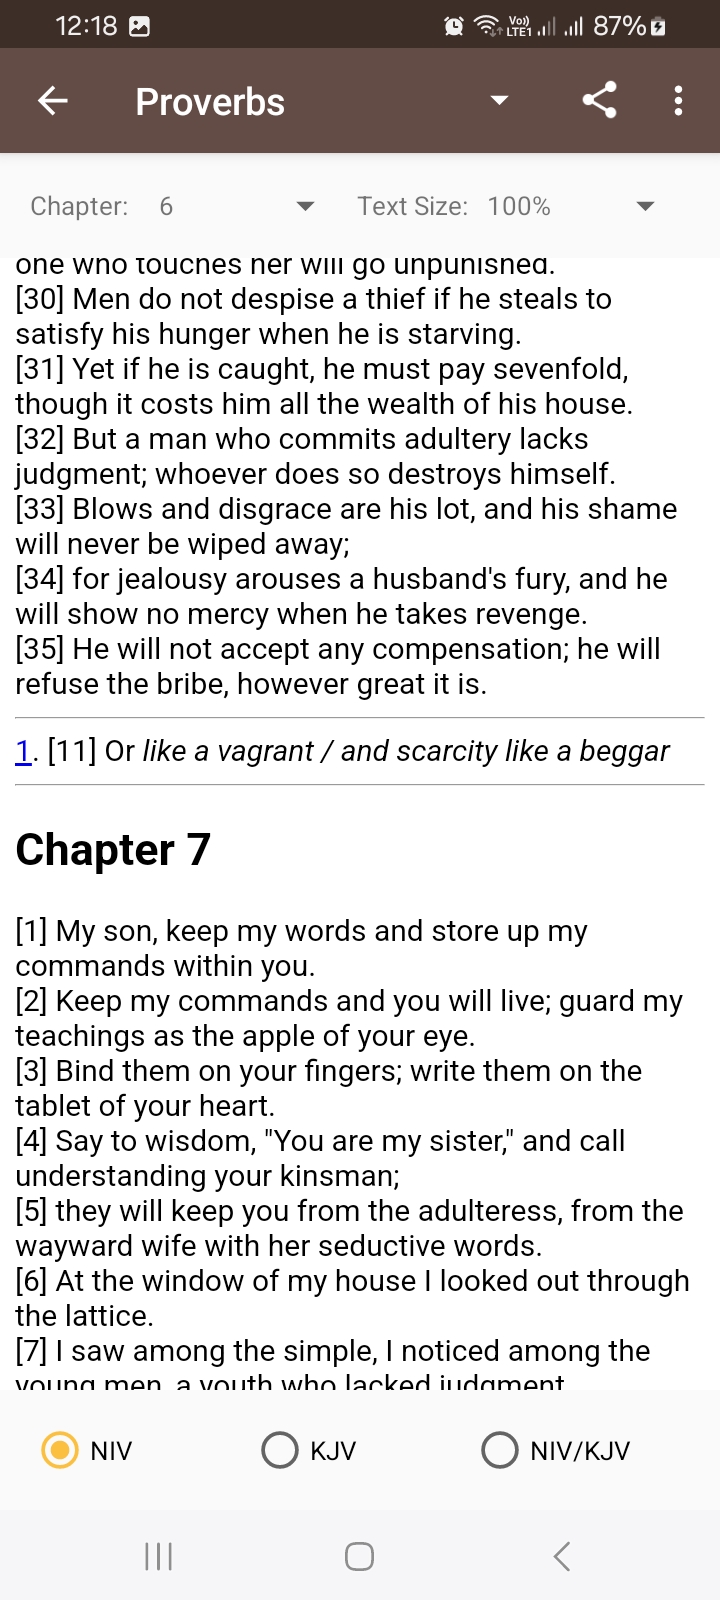 12:18 Vo)) LTE1 87%
Proverbs
Chapter: 6 Text Size: 100%
one who touches her will go unpunished.
[30] Men do not despise a thief if he steals to
satisfy his hunger when he is starving.
[31] Yet if he is caught, he must pay sevenfold,
though it costs him all the wealth of his house.
[32] But a man who commits adultery lacks
judgment; whoever does so destroys himself.
[33] Blows and disgrace are his lot, and his shame
will never be wiped away;
[34] for jealousy arouses a husband's fury, and he
will show no mercy when he takes revenge.
[35] He will not accept any compensation; he will
refuse the bribe, however great it is.
1. [11] Or like a vagrant / and scarcity like a beggar
Chapter 7
[1] My son, keep my words and store up my
commands within you.
[2] Keep my commands and you will live; guard my
teachings as the apple of your eye.
[3] Bind them on your fingers; write them on the
tablet of your heart.
[4] Say to wisdom, "You are my sister," and call
understanding your kinsman;
[5] they will keep you from the adulteress, from the
wayward wife with her seductive words.
[6] At the window of my house I looked out through
the lattice.
[7] I saw among the simple, I noticed among the
young men, a youth who lacked judgment.
NIV KJV NIV/KJV